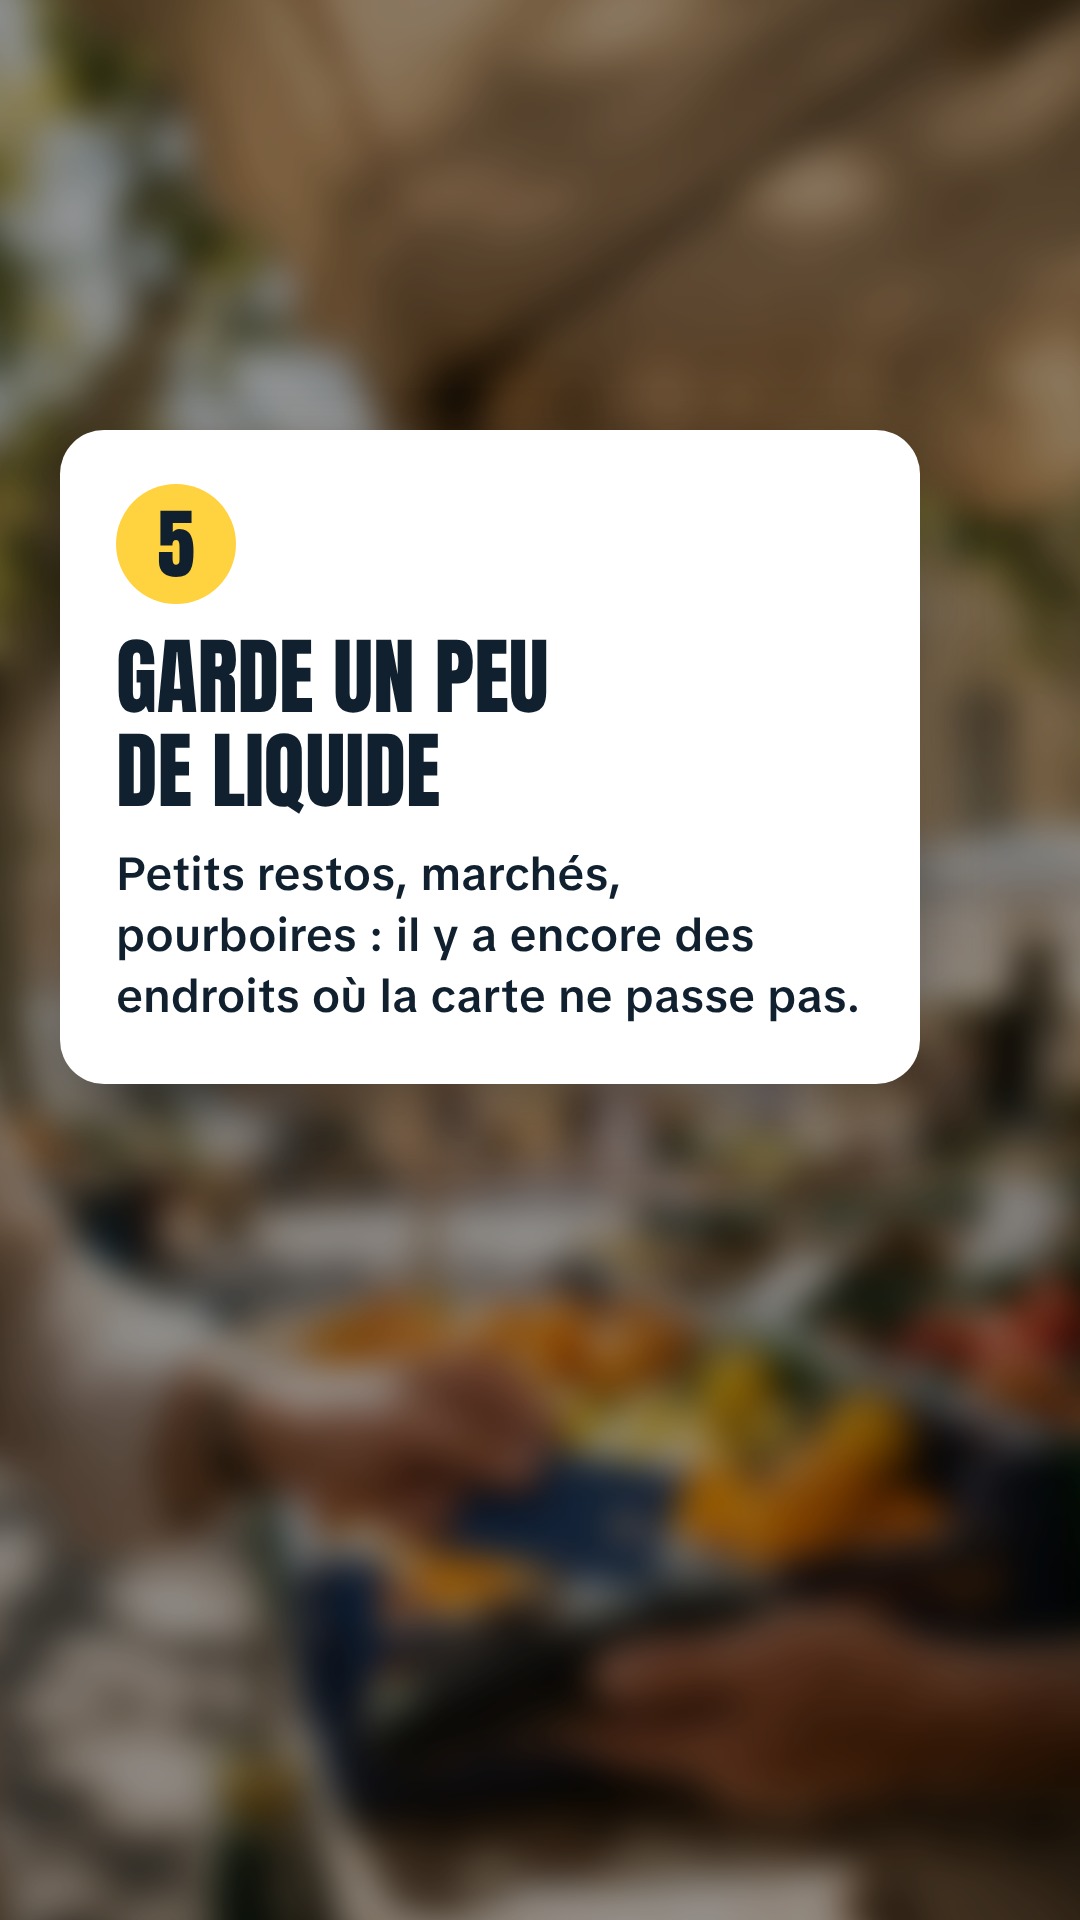 5
GARDE UN PEU
DE LIQUIDE
Petits restos, marchés,
pourboires : il y a encore des
endroits où la carte ne passe pas.